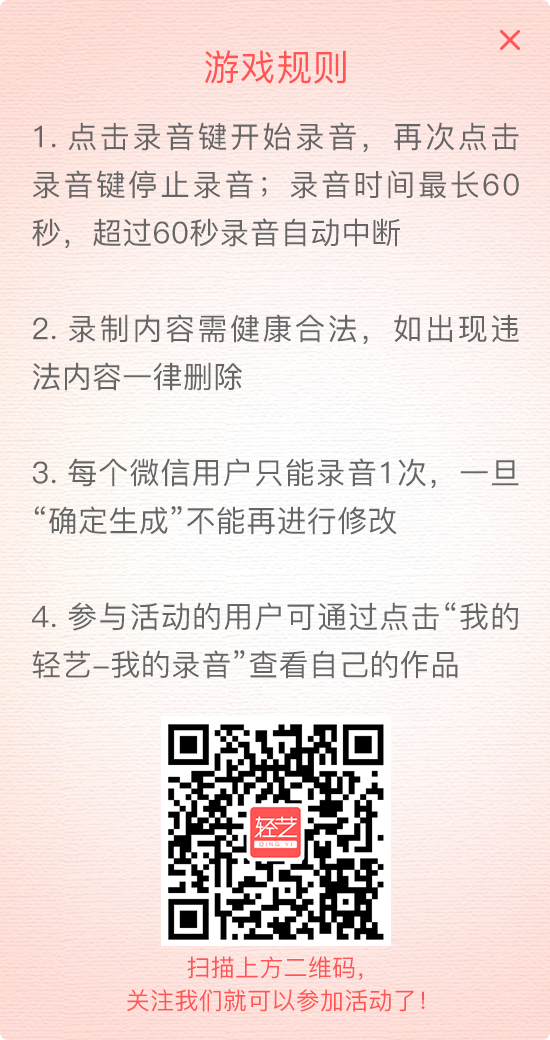 游戏规则
1. 点击录音键开始录音，再次点击
录音键停止录音；录音时间最长60
秒，超过60秒录音自动中断
2. 录制内容需健康合法，如出现违
法内容一律删除
3. 每个微信用户只能录音1次，一旦
“确定生成”不能再进行修改
4. 参与活动的用户可通过点击“我的
轻艺-我的录音”查看自己的作品
轻艺
QING YI
扫描上方二维码，
关注我们就可以参加活动了！